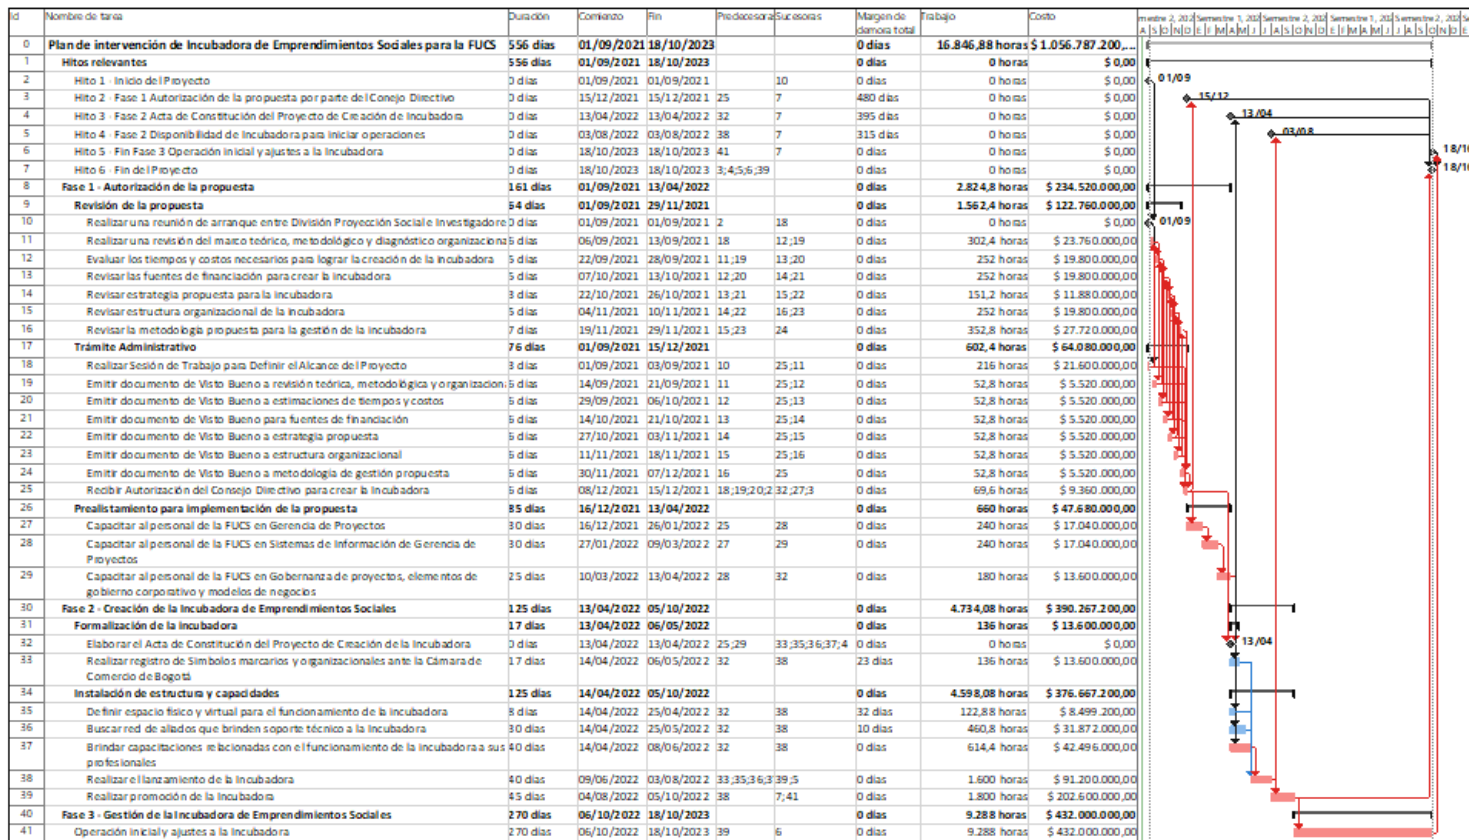 Id Nombre de tarea Duración Comienzo Fin Predecesora Sucesoras Margen de demora total Trabajo Costo
mestre 2, 202 Semestre 1, 202 Semestre 2, 202 Semestre 1, 202 Semestre 2, 202 Se
A S O N D E F M A M J J A S O N D E F M A M J J A S O N D E
0 Plan de intervención de Incubadora de Emprendimientos Sociales para la FUCS 556 días 01/09/2021 18/10/2023 0 días 16.846,88 horas $ 1.056.787.200,...
1 Hitos relevantes 556 días 01/09/2021 18/10/2023 0 días 0 horas $ 0,00
2 Hito 1 - Inicio del Proyecto 0 días 01/09/2021 01/09/2021 10 0 días 0 horas $ 0,00 01/09
3 Hito 2 - Fase 1 Autorización de la propuesta por parte del Conejo Directivo 0 días 15/12/2021 15/12/2021 25 7 480 días 0 horas $ 0,00 15/12
4 Hito 3 - Fase 2 Acta de Constitución del Proyecto de Creación de Incubadora 0 días 13/04/2022 13/04/2022 32 7 395 días 0 horas $ 0,00 13/04
5 Hito 4 - Fase 2 Disponibilidad de Incubadora para iniciar operaciones 0 días 03/08/2022 03/08/2022 38 7 315 días 0 horas $ 0,00 03/08
6 Hito 5 - Fin Fase 3 Operación inicial y ajustes a la Incubadora 0 días 18/10/2023 18/10/2023 41 7 0 días 0 horas $ 0,00 18/10
7 Hito 6 - Fin del Proyecto 0 días 18/10/2023 18/10/2023 3;4;5;6;39 0 días 0 horas $ 0,00 18/10
8 Fase 1 - Autorización de la propuesta 161 días 01/09/2021 13/04/2022 0 días 2.824,8 horas $ 234.520.000,00
9 Revisión de la propuesta 64 días 01/09/2021 29/11/2021 0 días 1.562,4 horas $ 122.760.000,00
10 Realizar una reunión de arranque entre División Proyección Social e Investigadore 0 días 01/09/2021 01/09/2021 2 18 0 días 0 horas $ 0,00 01/09
11 Realizar una revisión del marco teórico, metodológico y diagnóstico organizaciona 6 días 06/09/2021 13/09/2021 18 12;19 0 días 302,4 horas $ 23.760.000,00
12 Evaluar los tiempos y costos necesarios para lograr la creación de la incubadora 5 días 22/09/2021 28/09/2021 11;19 13;20 0 días 252 horas $ 19.800.000,00
13 Revisar las fuentes de financiación para crear la incubadora 5 días 07/10/2021 13/10/2021 12;20 14;21 0 días 252 horas $ 19.800.000,00
14 Revisar estrategia propuesta para la incubadora 3 días 22/10/2021 26/10/2021 13;21 15;22 0 días 151,2 horas $ 11.880.000,00
15 Revisar estructura organizacional de la incubadora 5 días 04/11/2021 10/11/2021 14;22 16;23 0 días 252 horas $ 19.800.000,00
16 Revisar la metodología propuesta para la gestión de la incubadora 7 días 19/11/2021 29/11/2021 15;23 24 0 días 352,8 horas $ 27.720.000,00
17 Trámite Administrativo 76 días 01/09/2021 15/12/2021 0 días 602,4 horas $ 64.080.000,00
18 Realizar Sesión de Trabajo para Definir el Alcance del Proyecto 3 días 01/09/2021 03/09/2021 10 25;11 0 días 216 horas $ 21.600.000,00
19 Emitir documento de Visto Bueno a revisión teórica, metodológica y organizacion 6 días 14/09/2021 21/09/2021 11 25;12 0 días 52,8 horas $ 5.520.000,00
20 Emitir documento de Visto Bueno a estimaciones de tiempos y costos 6 días 29/09/2021 06/10/2021 12 25;13 0 días 52,8 horas $ 5.520.000,00
21 Emitir documento de Visto Bueno para fuentes de financiación 6 días 14/10/2021 21/10/2021 13 25;14 0 días 52,8 horas $ 5.520.000,00
22 Emitir documento de Visto Bueno a estrategia propuesta 6 días 27/10/2021 03/11/2021 14 25;15 0 días 52,8 horas $ 5.520.000,00
23 Emitir documento de Visto Bueno a estructura organizacional 6 días 11/11/2021 18/11/2021 15 25;16 0 días 52,8 horas $ 5.520.000,00
24 Emitir documento de Visto Bueno a metodología de gestión propuesta 6 días 30/11/2021 07/12/2021 16 25 0 días 52,8 horas $ 5.520.000,00
25 Recibir Autorización del Consejo Directivo para crear la Incubadora 6 días 08/12/2021 15/12/2021 18;19;20;2 32;27;3 0 días 69,6 horas $ 9.360.000,00
26 Prealistamiento para implementación de la propuesta 85 días 16/12/2021 13/04/2022 0 días 660 horas $ 47.680.000,00
27 Capacitar al personal de la FUCS en Gerencia de Proyectos 30 días 16/12/2021 26/01/2022 25 28 0 días 240 horas $ 17.040.000,00
28 Capacitar al personal de la FUCS en Sistemas de Información de Gerencia de 30 días 27/01/2022 09/03/2022 27 29 0 días 240 horas $ 17.040.000,00
Proyectos
29 Capacitar al personal de la FUCS en Gobernanza de proyectos, elementos de 25 días 10/03/2022 13/04/2022 28 32 0 días 180 horas $ 13.600.000,00
gobierno corporativo y modelos de negocios
30 Fase 2 - Creación de la Incubadora de Emprendimientos Sociales 125 días 13/04/2022 05/10/2022 0 días 4.734,08 horas $ 390.267.200,00
31 Formalización de la incubadora 17 días 13/04/2022 06/05/2022 0 días 136 horas $ 13.600.000,00
32 Elaborar el Acta de Constitución del Proyecto de Creación de la Incubadora 0 días 13/04/2022 13/04/2022 25;29 33;35;36;37;4 0 días 0 horas $ 0,00 13/04
33 Realizar registro de Símbolos marcarios y organizacionales ante la Cámara de 17 días 14/04/2022 06/05/2022 32 38 23 días 136 horas $ 13.600.000,00
Comercio de Bogotá
34 Instalación de estructura y capacidades 125 días 14/04/2022 05/10/2022 0 días 4.598,08 horas $ 376.667.200,00
35 Definir espacio físico y virtual para el funcionamiento de la incubadora 8 días 14/04/2022 25/04/2022 32 38 32 días 122,88 horas $ 8.499.200,00
36 Buscar red de aliados que brinden soporte técnico a la Incubadora 30 días 14/04/2022 25/05/2022 32 38 10 días 460,8 horas $ 31.872.000,00
37 Brindar capacitaciones relacionadas con el funcionamiento de la incubadora a sus 40 días 14/04/2022 08/06/2022 32 38 0 días 614,4 horas $ 42.496.000,00
profesionales
38 Realizar el lanzamiento de la Incubadora 40 días 09/06/2022 03/08/2022 33;35;36;3 39;5 0 días 1.600 horas $ 91.200.000,00
39 Realizar promoción de la Incubadora 45 días 04/08/2022 05/10/2022 38 7;41 0 días 1.800 horas $ 202.600.000,00
40 Fase 3 - Gestión de la Incubadora de Emprendimientos Sociales 270 días 06/10/2022 18/10/2023 0 días 9.288 horas $ 432.000.000,00
41 Operación inicial y ajustes a la Incubadora 270 días 06/10/2022 18/10/2023 39 6 0 días 9.288 horas $ 432.000.000,00